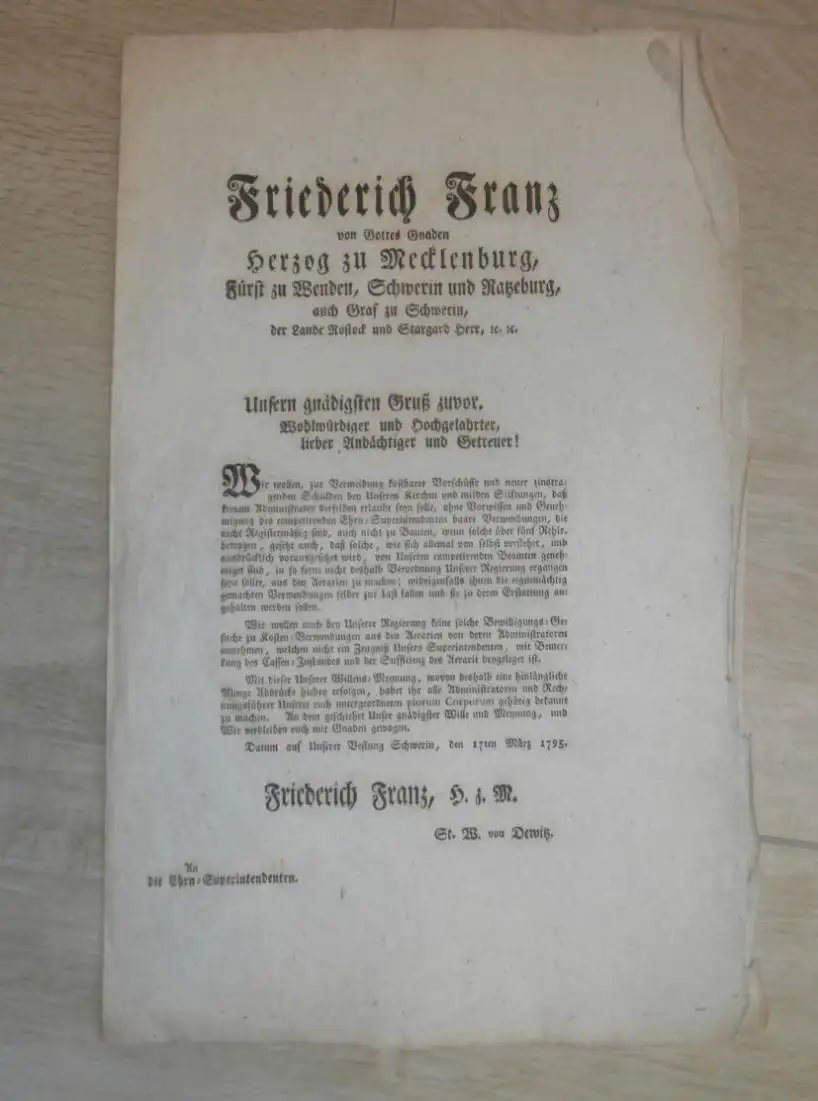 Friederich Franz
von Gottes Gnaden
Herzog zu Mecklenburg,
Fürst zu Wenden, Schwerin und Ratzeburg,
auch Graf zu Schwerin,
der Lande Rostock und Stargard Herr, ꝛc. ꝛc.
Unsern gnädigsten Gruß zuvor.
Wohlwürdiger und Hochgelahrter,
lieber Andächtiger und Getreuer!
Wir wollen, zur Vermeidung kostbarer Vorschüsse und neuer zinstra-
genden Schulden bey Unseren Kirchen und milden Stiftungen, daß
keinem Administrator derselben erlaubt seyn solle, ohne Vorwissen und Geneh-
migung des competirenden Ehrn-Superintendenten baare Verwendungen, die
nicht Registermäßig sind, auch nicht zu Bauten, wenn solche über fünf Rthlr.
betragen, gesetzt auch, daß solche, wie sich allemal von selbst verstehet, und
ausdrücklich vorausgesetzet wird, von Unseren competirenden Beamten geneh-
miget sind, in so ferne nicht deshalb Verordnung Unserer Regierung ergangen
seyn sollte, aus den Aerarien zu machen; widrigenfalls ihnen die eigenmächtig
gemachten Verwendungen selber zur Last fallen und sie zu deren Erstattung an-
gehalten werden sollen.
Wir wollen auch bey Unserer Regierung keine solche Bewilligungs-Ge-
suche zu Kosten-Verwendungen aus den Aerarien von deren Administratoren
annehmen, welchen nicht ein Zeugniß Unsers Superintendenten, mit Bemer-
kung des Cassen-Zustandes und der Sufficienz des Aerarii beygeleget ist.
Mit dieser Unserer Willens-Meynung, wovon deshalb eine hinlängliche
Menge Abdrücke hiebey erfolgen, habet ihr alle Administratoren und Rech-
nungsführer Unserer euch untergeordneten piorum Corporum gehörig bekannt
zu machen. An dem geschiehet Unser gnädigster Wille und Meynung, und
Wir verbleiben euch mit Gnaden gewogen.
Datum auf Unserer Vestung Schwerin, den 17ten März 1795.
Friederich Franz, H. z. M.
St. W. von Dewitz.
An
die Ehrn-Superintendenten.